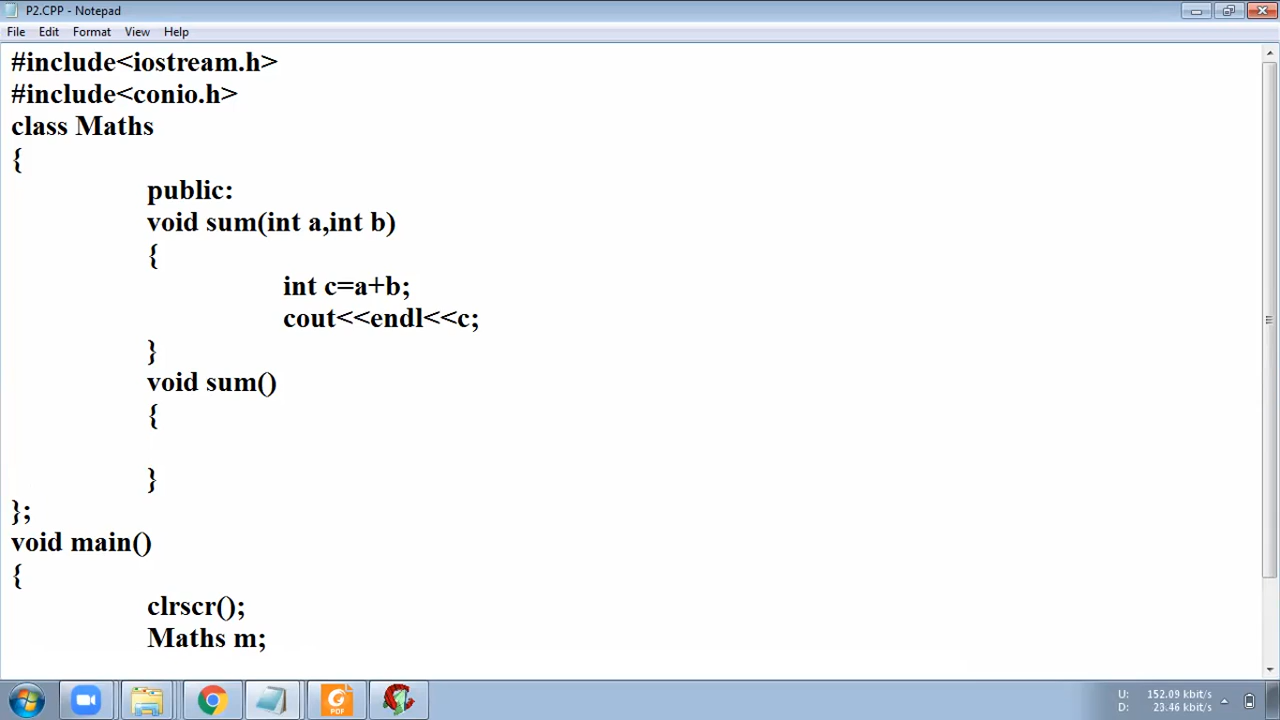 P2.CPP - Notepad
File Edit Format View Help
#include<iostream.h>
#include<conio.h>
class Maths
{
public:
void sum(int a,int b)
{
int c=a+b;
cout<<endl<<c;
}
void sum()
{
}
};
void main()
{
clrscr();
Maths m;
PDF
U: 152.09 kbit/s
D: 23.46 kbit/s